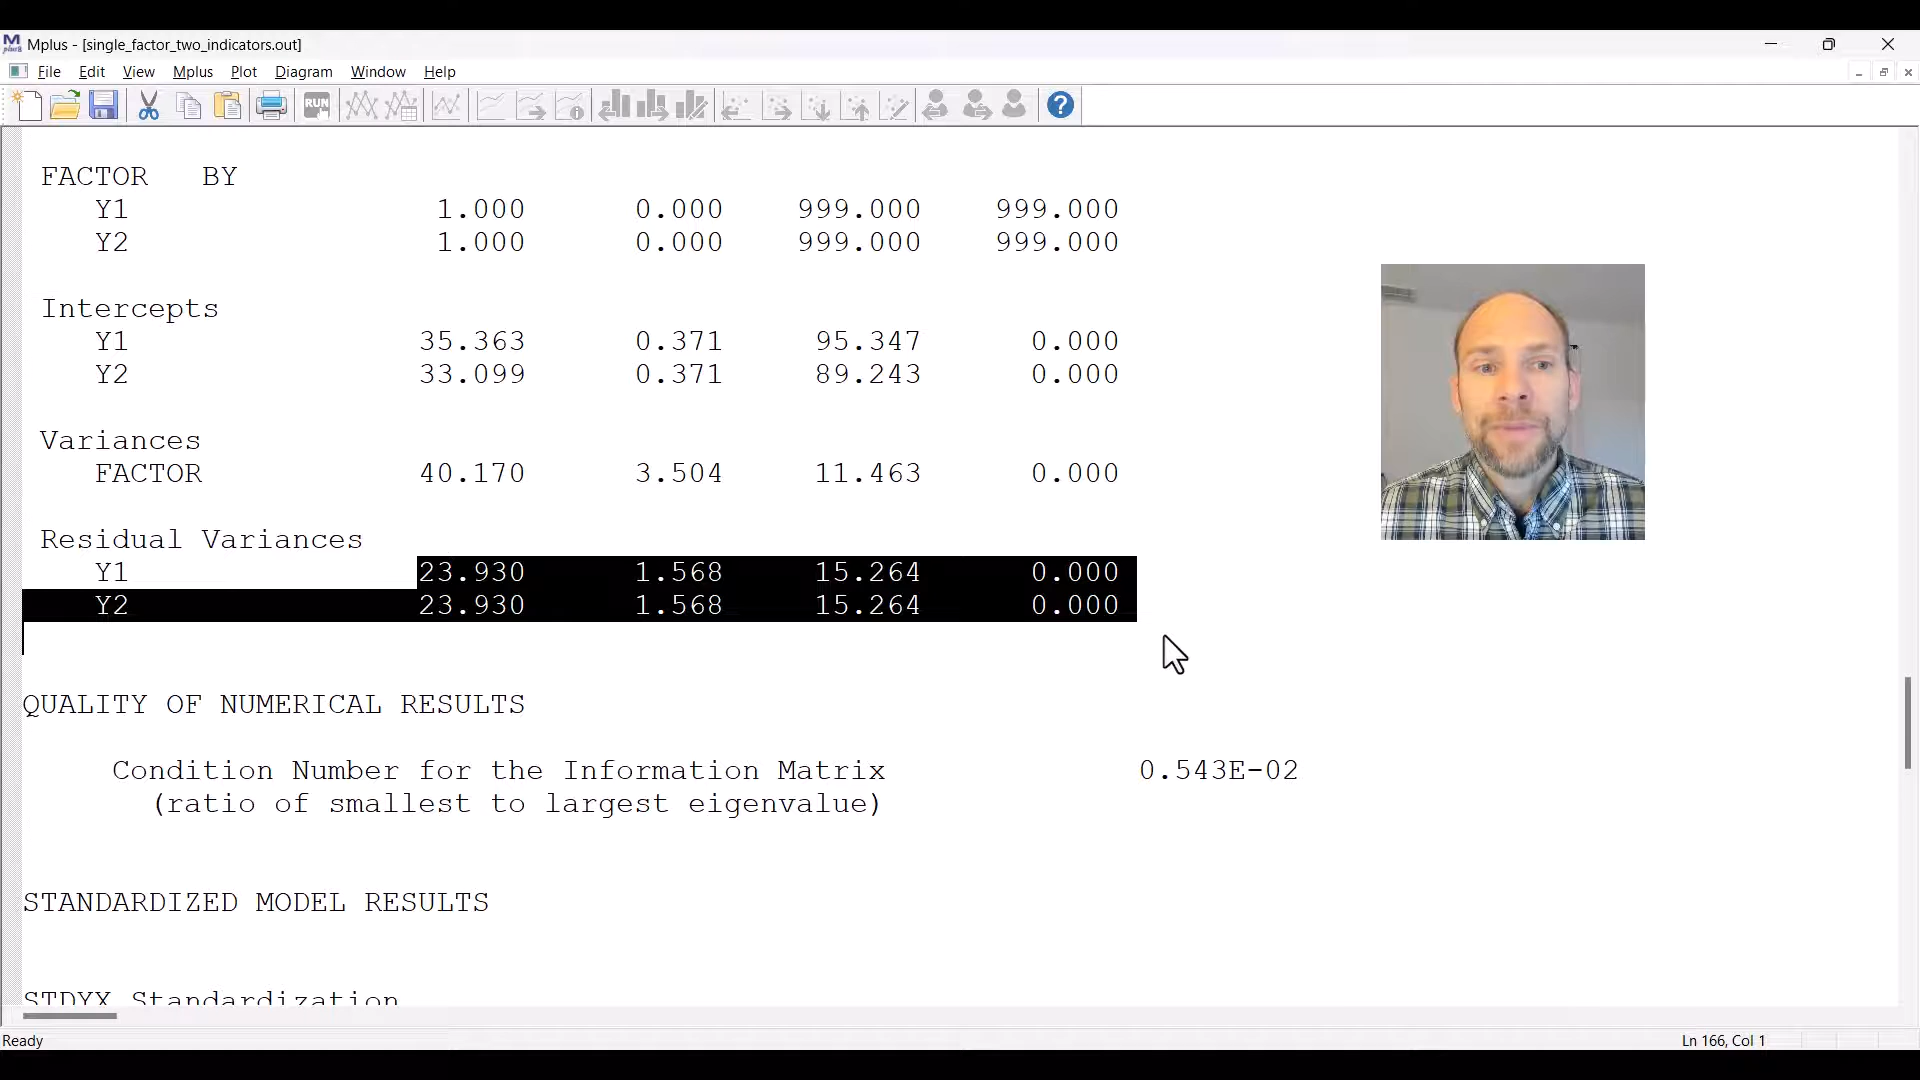 Mplus - [single_factor_two_indicators.out]
File Edit View Mplus Plot Diagram Window Help
RUN
FACTOR BY
Y1 1.000 0.000 999.000 999.000
Y2 1.000 0.000 999.000 999.000
Intercepts
Y1 35.363 0.371 95.347 0.000
Y2 33.099 0.371 89.243 0.000
Variances
FACTOR 40.170 3.504 11.463 0.000
Residual Variances
Y1 23.930 1.568 15.264 0.000
Y2 23.930 1.568 15.264 0.000
QUALITY OF NUMERICAL RESULTS
Condition Number for the Information Matrix 0.543E-02
(ratio of smallest to largest eigenvalue)
STANDARDIZED MODEL RESULTS
STDYX Standardization
Ready Ln 166, Col 1